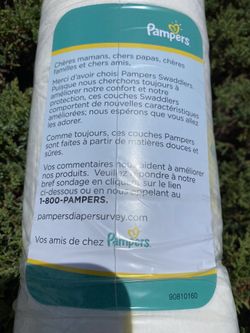 Pampers
Chères mamans, chers papas, chères
familles et chers amis,
Merci d'avoir choisi Pampers Swaddlers.
Puisque nous cherchons toujours à
améliorer notre confort et notre
protection, ces couches Swaddlers
comportent de nouvelles caractéristiques
améliorées; nous espérons que vous allez
les adorer.
Comme toujours, ces couches Pampers
sont faites à partir de matières douces et
sûres.
Vos commentaires nous aident à améliorer
nos produits. Veuillez répondre à notre
bref sondage en cliquant sur le lien
ci-dessous ou en nous appelant au
1-800-PAMPERS.
pampersdiapersurvey.com
Vos amis de chez Pampers
90810160